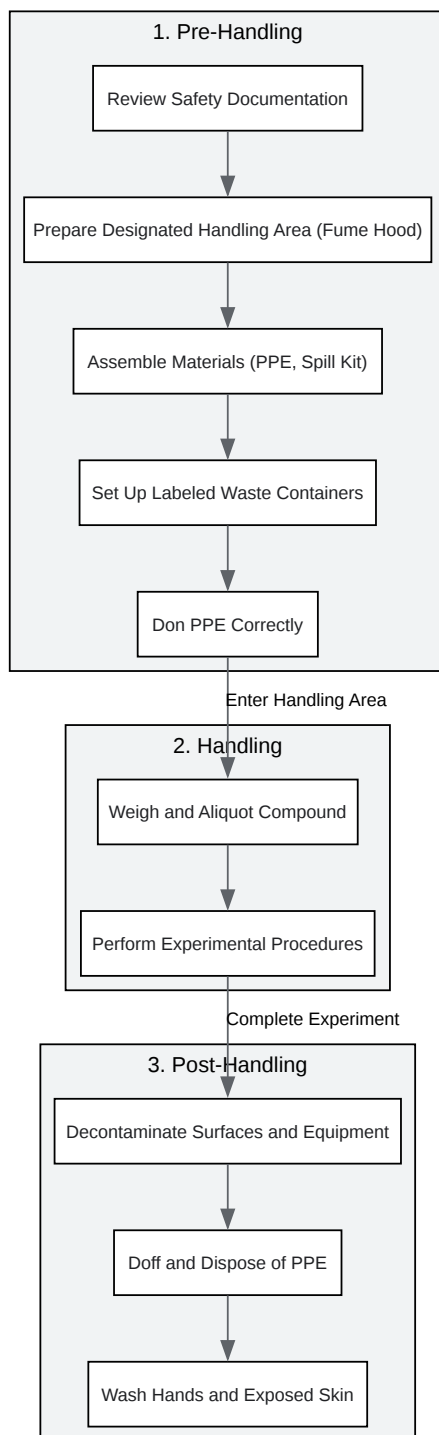 1. Pre-Handling
Review Safety Documentation
Prepare Designated Handling Area (Fume Hood)
Assemble Materials (PPE, Spill Kit)
Set Up Labeled Waste Containers
Don PPE Correctly
Enter Handling Area
2. Handling
Weigh and Aliquot Compound
Perform Experimental Procedures
Complete Experiment
3. Post-Handling
Decontaminate Surfaces and Equipment
Doff and Dispose of PPE
Wash Hands and Exposed Skin